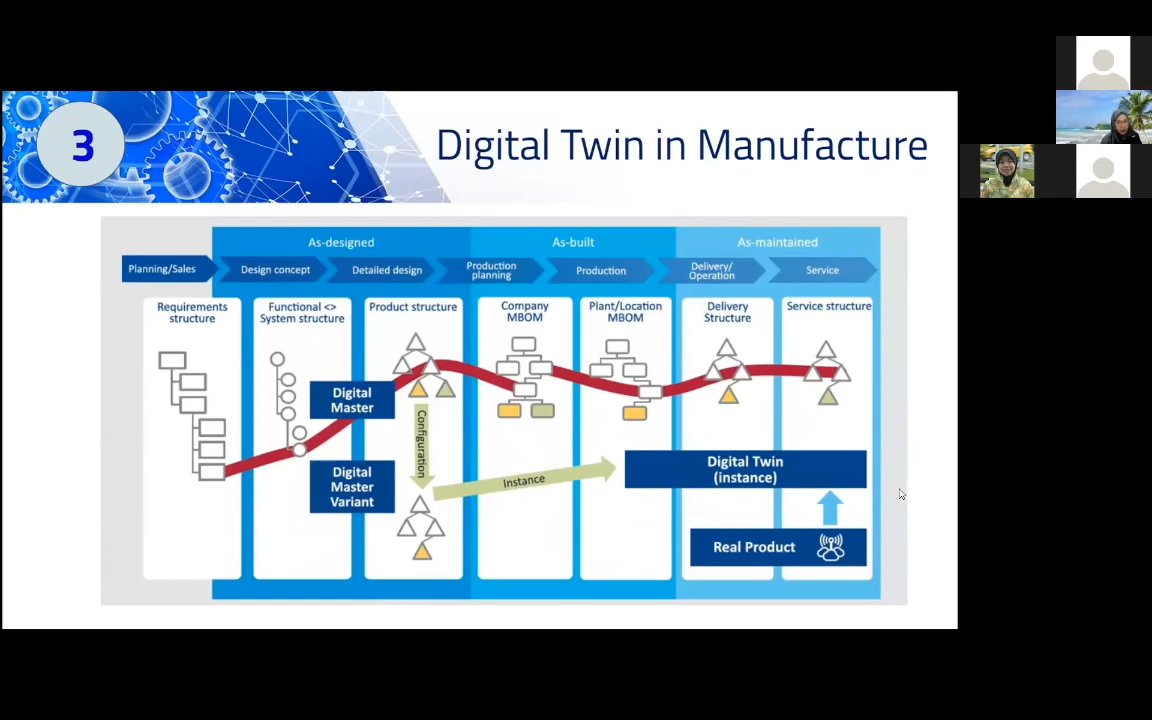 3
Digital Twin in Manufacture
As-designed
As-built
As-maintained
Planning/Sales
Design concept
Detailed design
Production
planning
Production
Delivery/
Operation
Service
Requirements
structure
Functional <>
System structure
Product structure
Company
MBOM
Plant/Location
MBOM
Delivery
Structure
Service structure
Digital
Master
Configuration
Digital
Master
Variant
Instance
Digital Twin
(instance)
Real Product